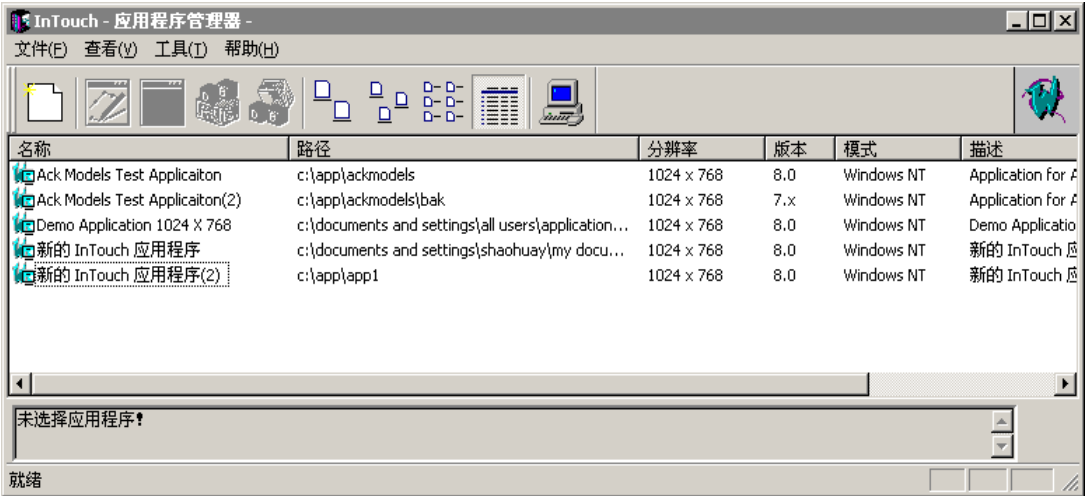 InTouch - 应用程序管理器 -
文件(F) 查看(V) 工具(T) 帮助(H)
名称 路径 分辨率 版本 模式 描述
Ack Models Test Applicaiton c:\app\ackmodels 1024 x 768 8.0 Windows NT Application for A
Ack Models Test Applicaiton(2) c:\app\ackmodels\bak 1024 x 768 7.x Windows NT Application for A
Demo Application 1024 X 768 c:\documents and settings\all users\application... 1024 x 768 8.0 Windows NT Demo Applicatio
新的 InTouch 应用程序 c:\documents and settings\shaohuay\my docu... 1024 x 768 8.0 Windows NT 新的 InTouch 应
新的 InTouch 应用程序(2) c:\app\app1 1024 x 768 8.0 Windows NT 新的 InTouch 应
未选择应用程序!
就绪